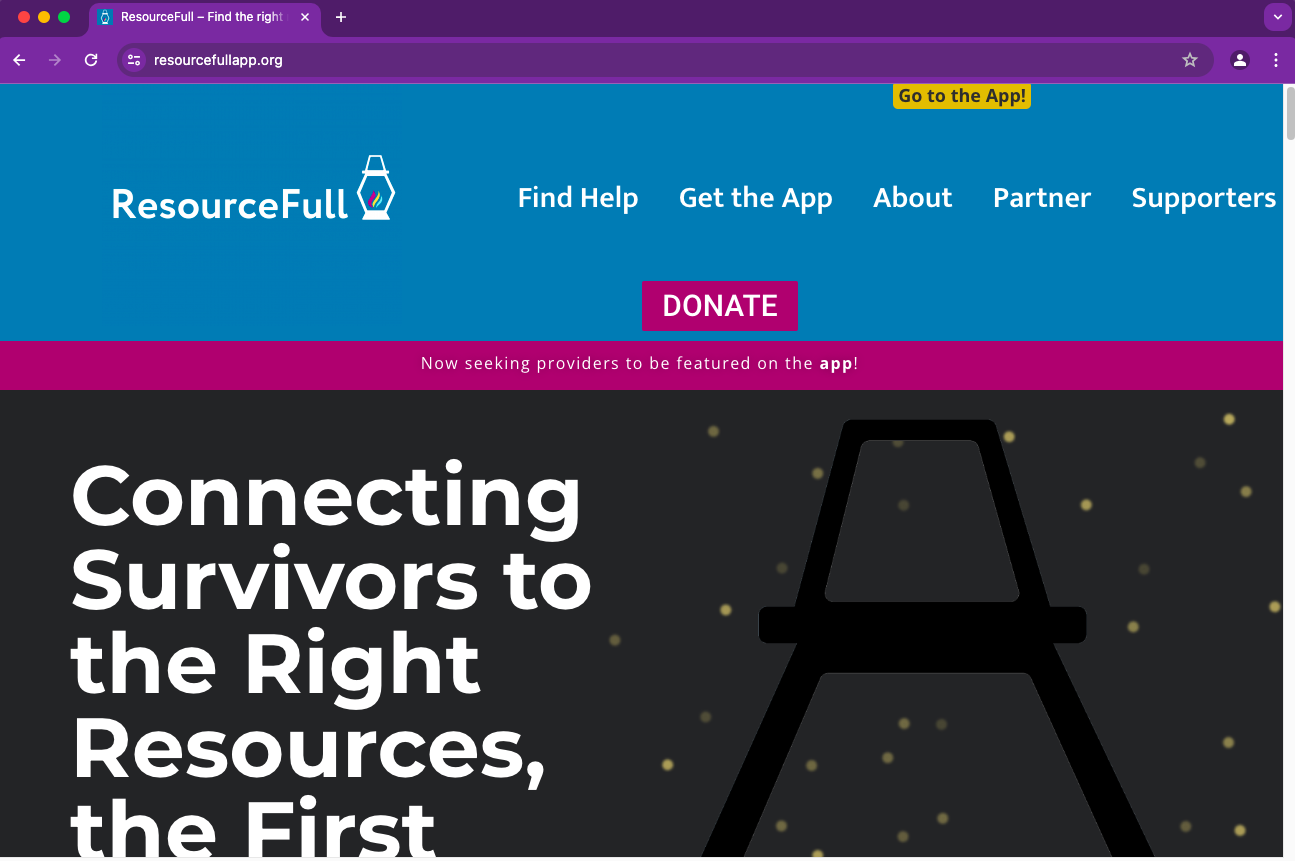 ResourceFull – Find the right
resourcefullapp.org
Go to the App!
ResourceFull
Find Help
Get the App
About
Partner
Supporters
DONATE
Now seeking providers to be featured on the app!
Connecting
Survivors to
the Right
Resources,
the First